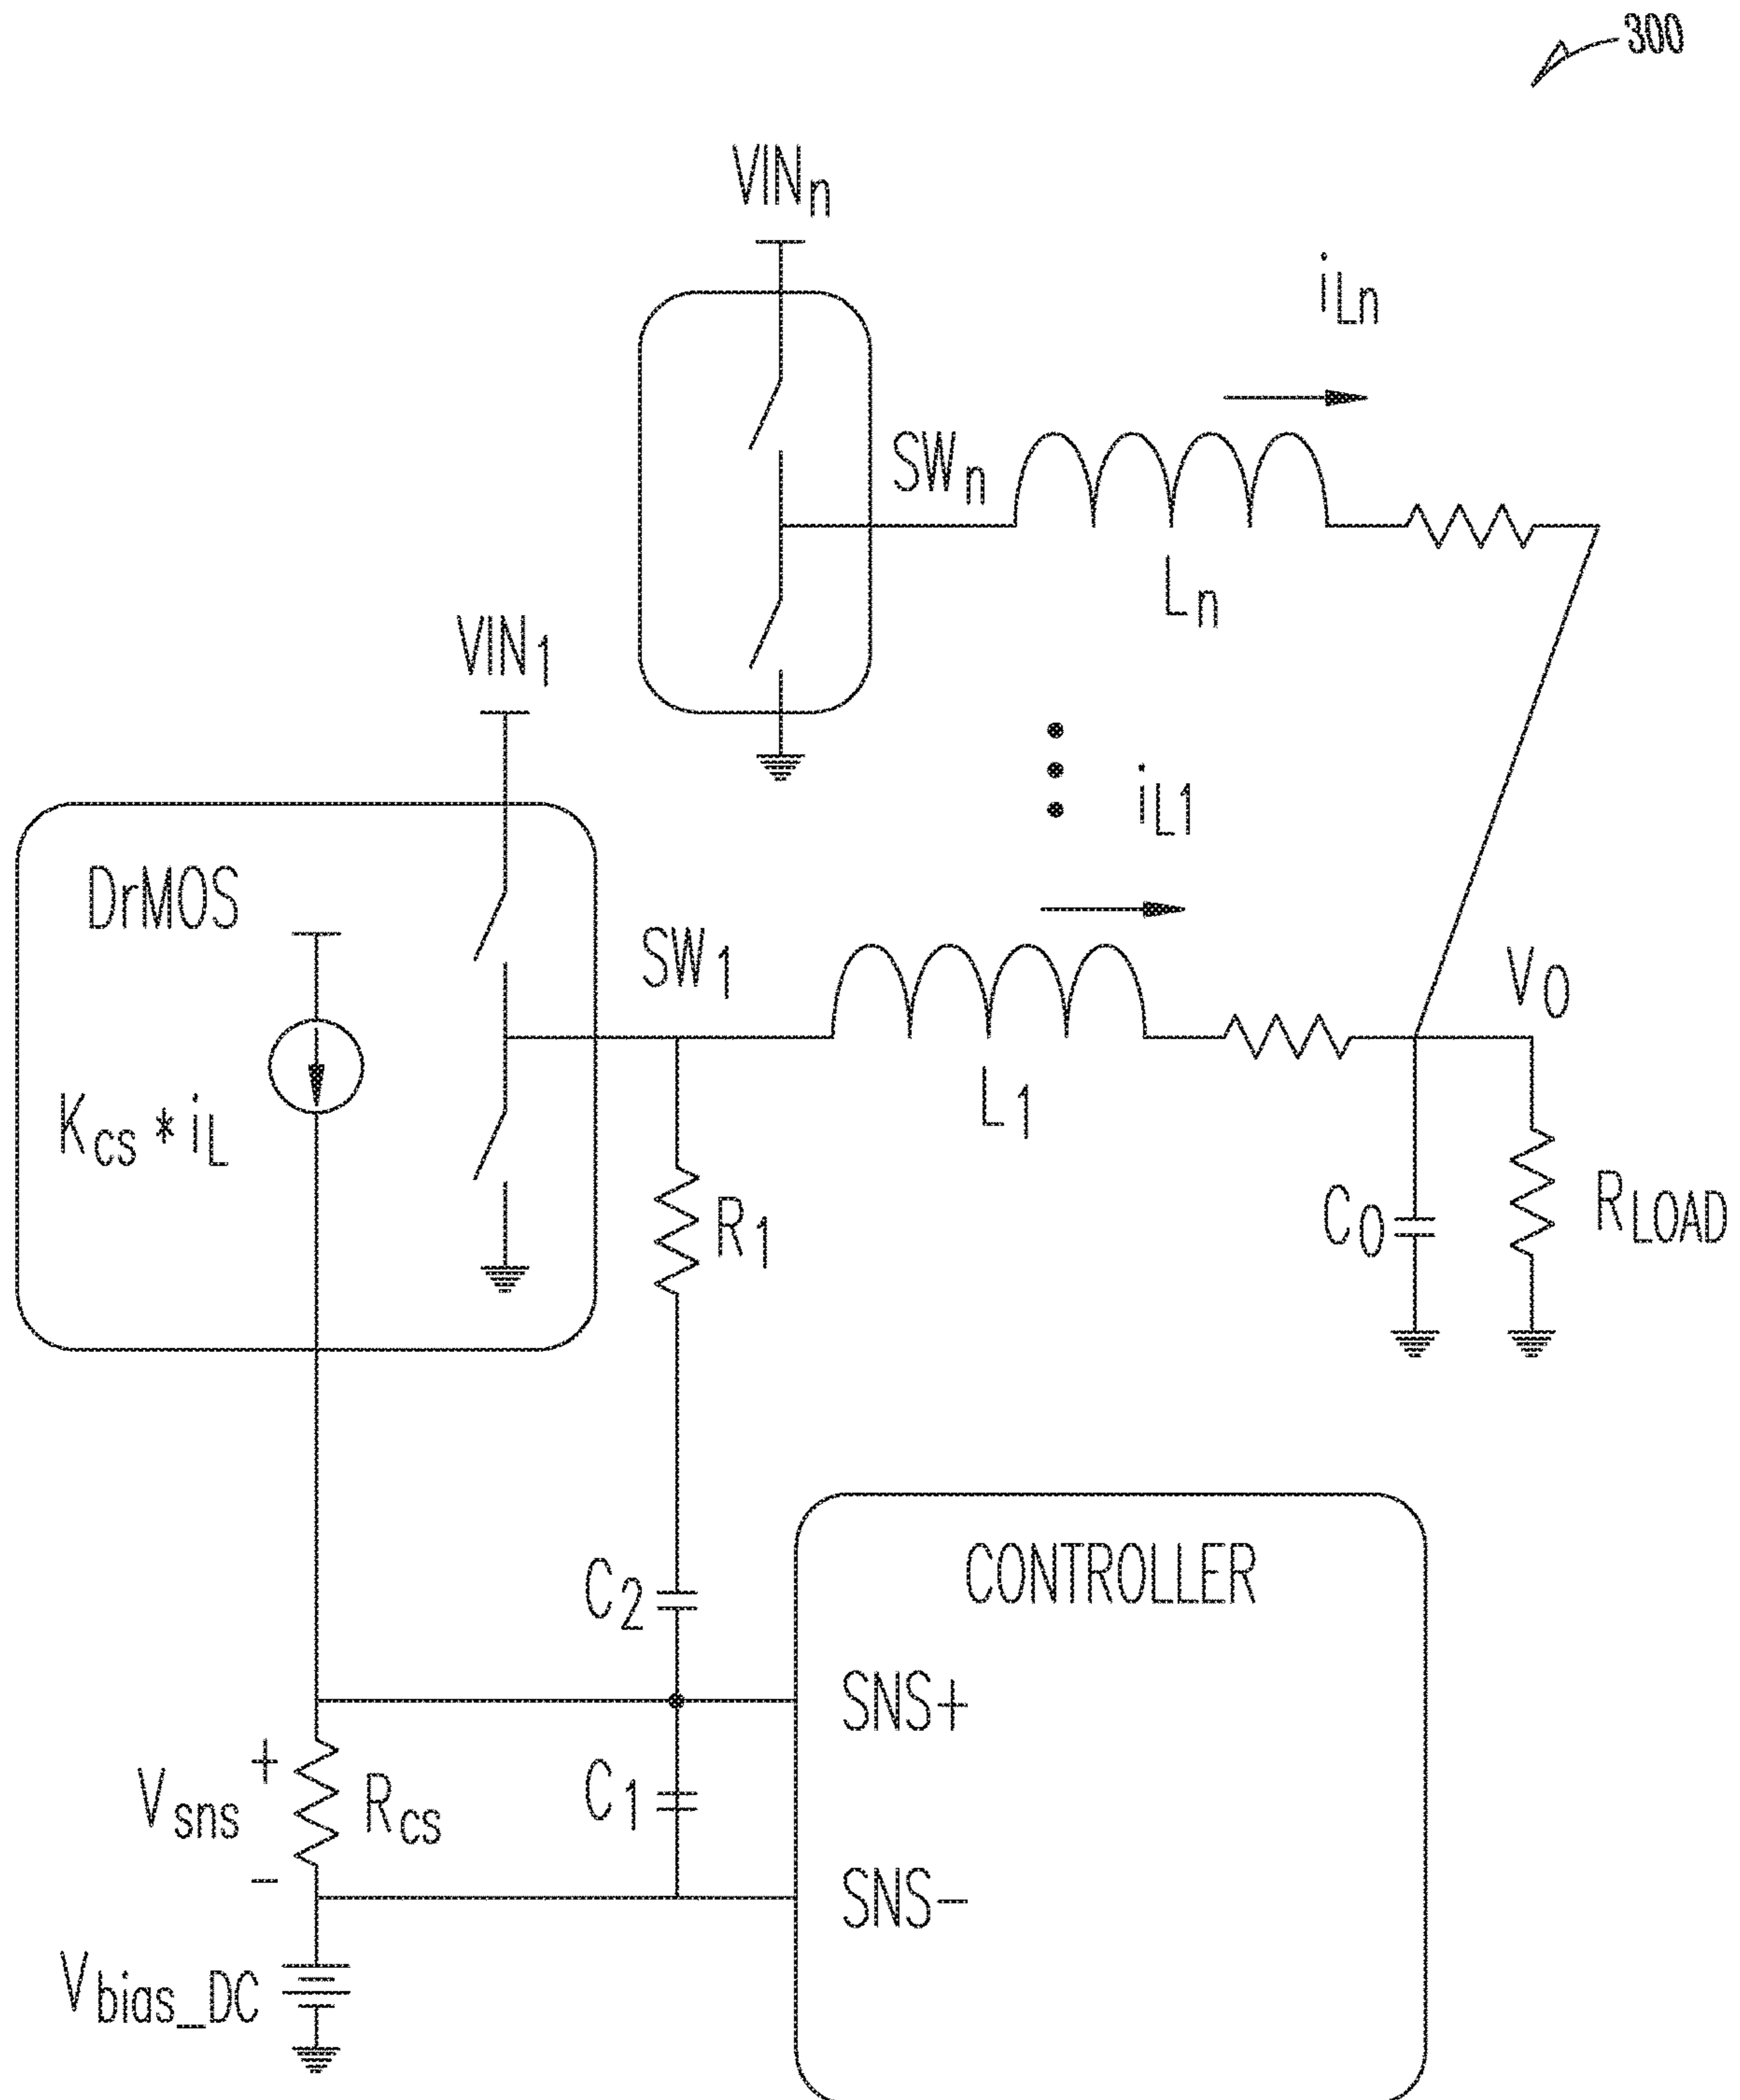 300
VINn
iLn
SWn
Ln
VIN1
iL1
DrMOS
SW1
VO
L1
Kcs * iL
R1
CO
RLOAD
C2
CONTROLLER
SNS+
+
Vsns
Rcs
C1
−
SNS−
Vbias_DC